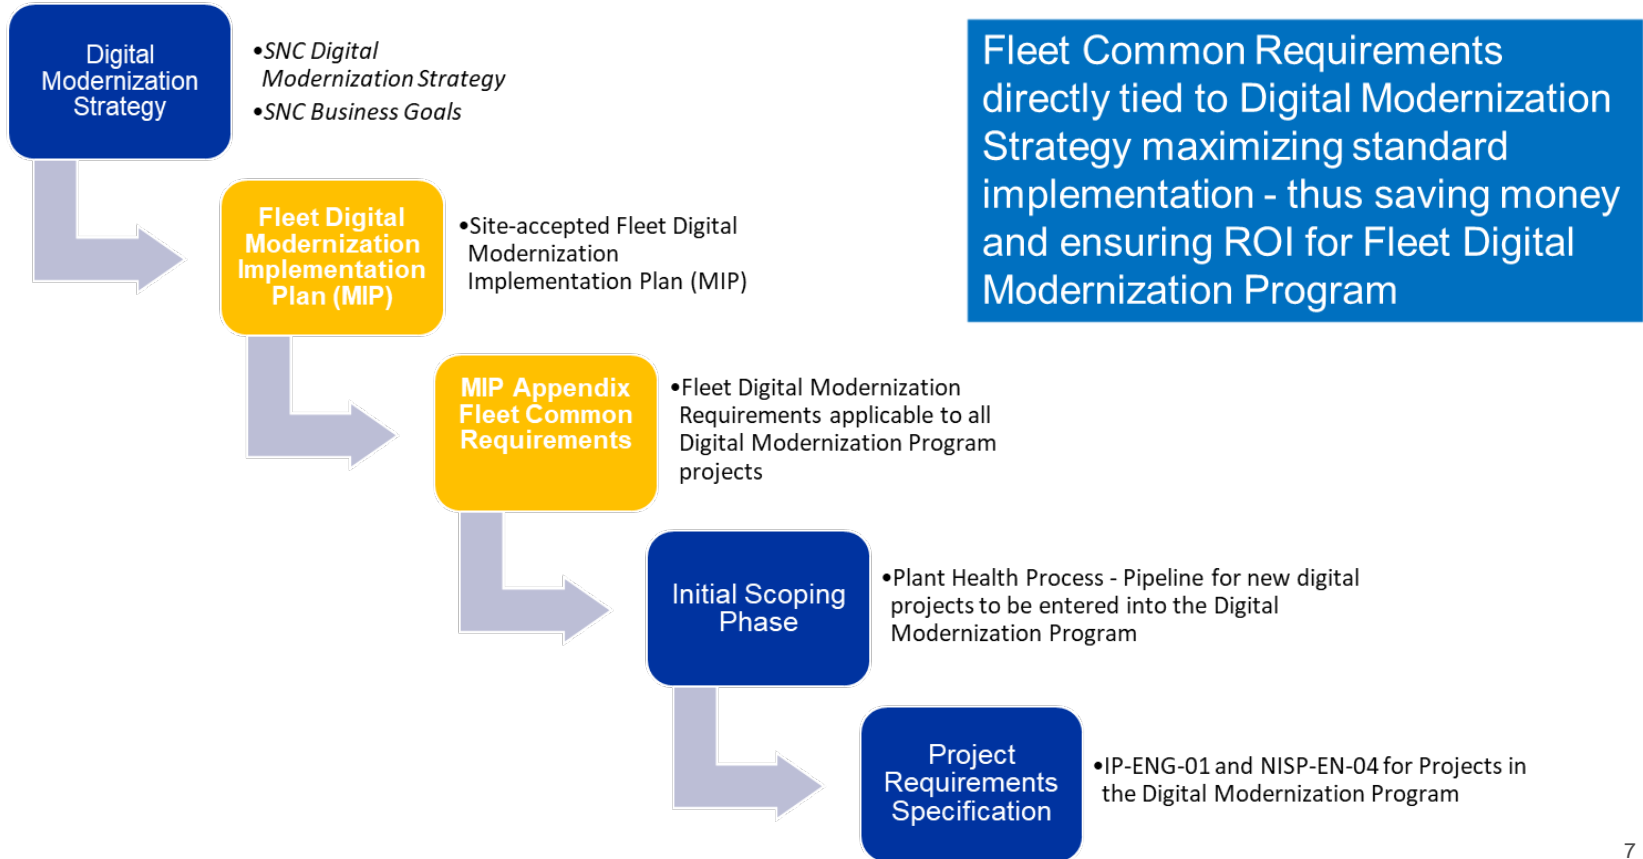 Digital
Modernization
Strategy
•SNC Digital
Modernization Strategy
•SNC Business Goals
Fleet Common Requirements
directly tied to Digital Modernization
Strategy maximizing standard
implementation - thus saving money
and ensuring ROI for Fleet Digital
Modernization Program
Fleet Digital
Modernization
Implementation
Plan (MIP)
•Site-accepted Fleet Digital
Modernization
Implementation Plan (MIP)
MIP Appendix
Fleet Common
Requirements
•Fleet Digital Modernization
Requirements applicable to all
Digital Modernization Program
projects
Initial Scoping
Phase
•Plant Health Process - Pipeline for new digital
projects to be entered into the Digital
Modernization Program
Project
Requirements
Specification
•IP-ENG-01 and NISP-EN-04 for Projects in
the Digital Modernization Program
7